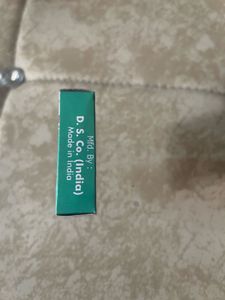 Mfd. By :
D. S. Co. (India)
Made in India